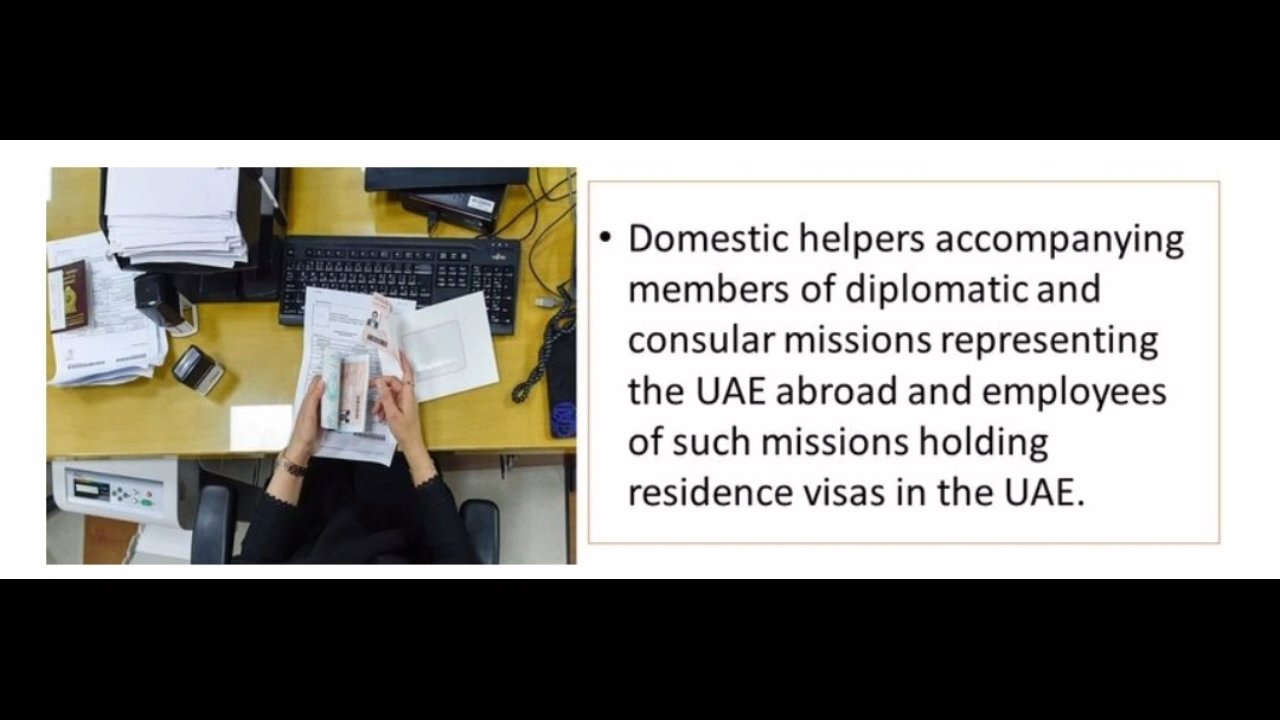 • Domestic helpers accompanying
members of diplomatic and
consular missions representing
the UAE abroad and employees
of such missions holding
residence visas in the UAE.